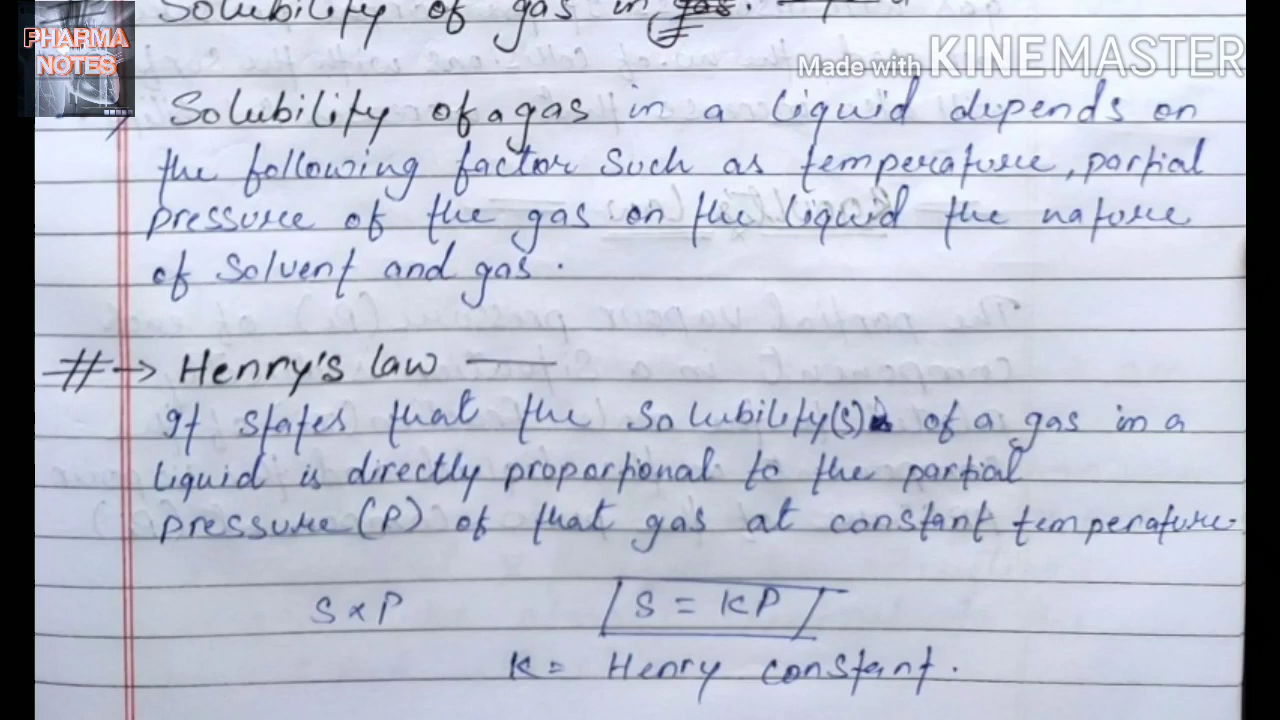 Solubility of gas in
PHARMA
NOTES
Made with KINEMASTER
Solubility of a gas in a liquid depends on
the following factor such as temperature, partial
pressure of the gas on the liquid the nature
of solvent and gas.
#→ Henry's law —
It states that the solubility(s) of a gas in a
liquid is directly proportional to the partial
pressure (P) of that gas at constant temperature.
S ∝ P S = KP
K = Henry constant.